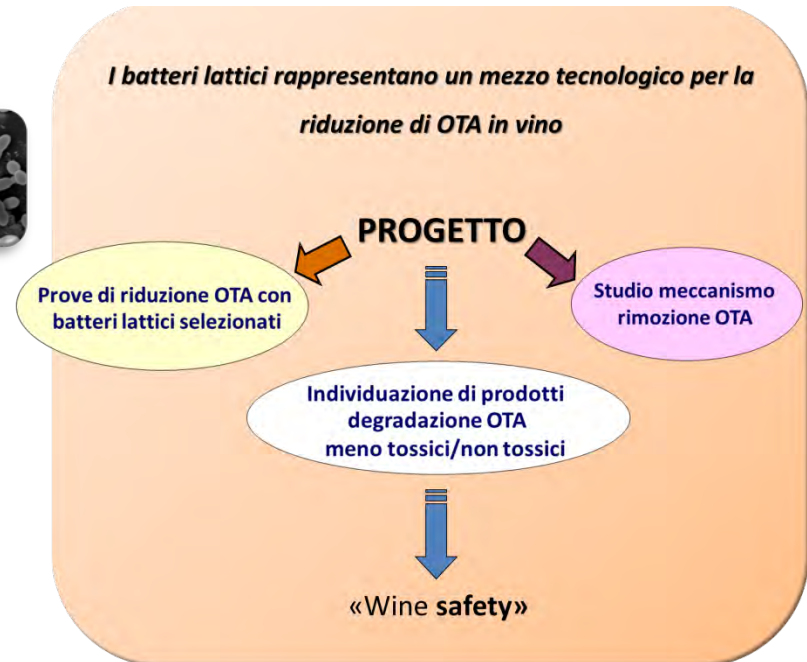 I batteri lattici rappresentano un mezzo tecnologico per la
riduzione di OTA in vino
PROGETTO
Prove di riduzione OTA con
batteri lattici selezionati
Studio meccanismo
rimozione OTA
Individuazione di prodotti
degradazione OTA
meno tossici/non tossici
«Wine safety»